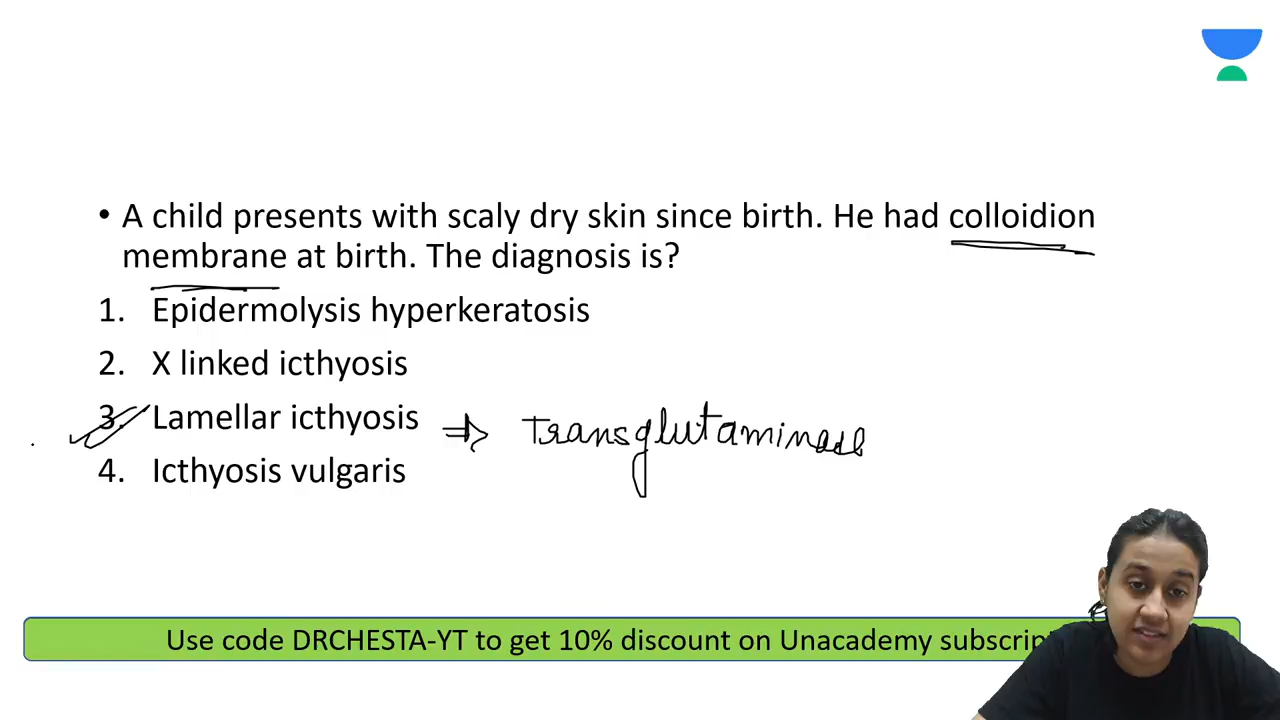 • A child presents with scaly dry skin since birth. He had colloidion
membrane at birth. The diagnosis is?
1. Epidermolysis hyperkeratosis
2. X linked icthyosis
3. Lamellar icthyosis ⇒ Transglutaminase
4. Icthyosis vulgaris
Use code DRCHESTA-YT to get 10% discount on Unacademy